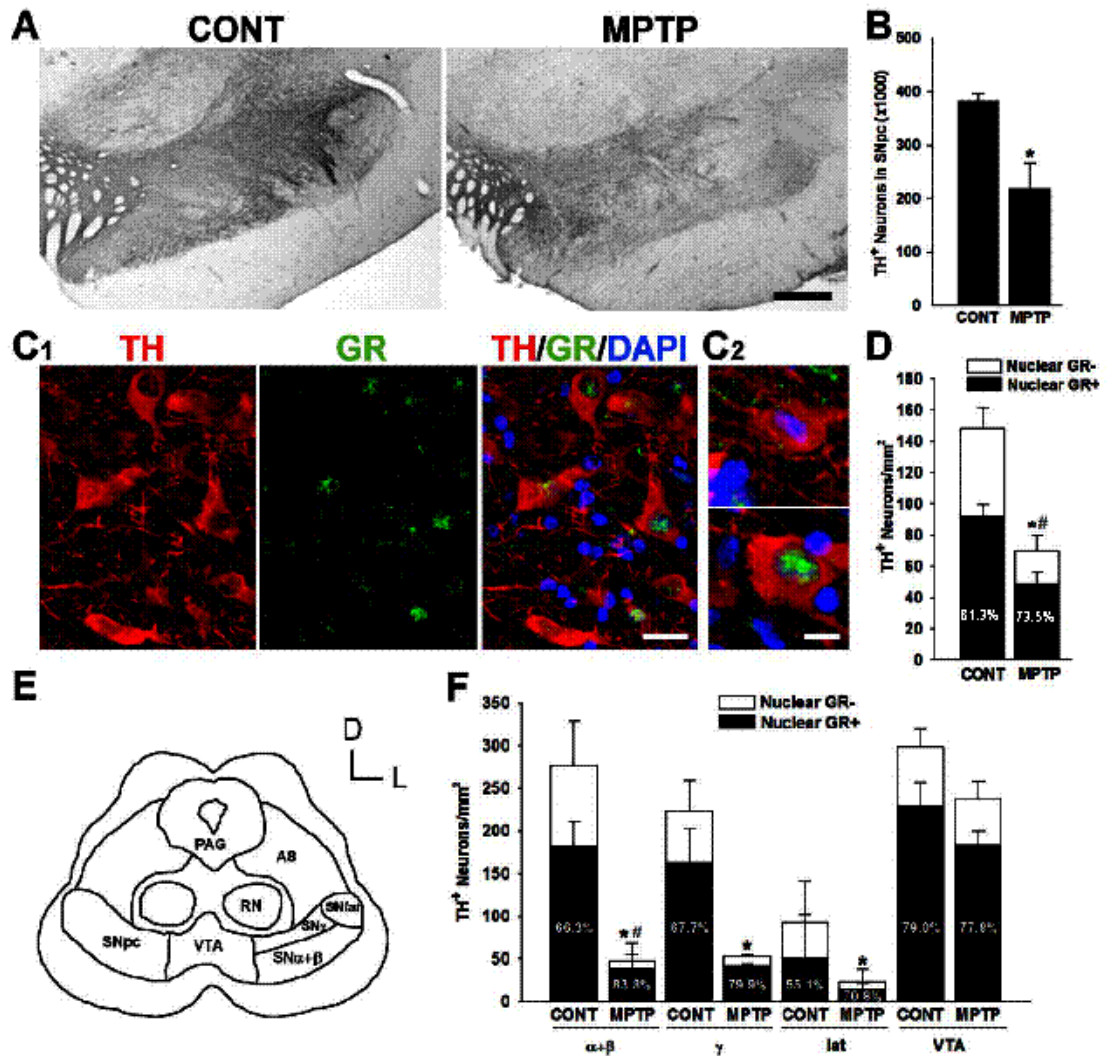 A CONT MPTP
B
500
400
300
200
100
0
TH+ Neurons in SNpc (x1000)
*
CONT MPTP
C1 TH GR TH/GR/DAPI C2
D
Nuclear GR-
Nuclear GR+
180
160
140
120
100
80
60
40
20
0
TH+ Neurons/mm²
*#
61.3% 73.5%
CONT MPTP
E
D
L
PAG
A8
RN
SNlat
SNγ
SNpc
VTA
SNα+β
F
Nuclear GR-
Nuclear GR+
350
300
250
200
150
100
50
0
TH+ Neurons/mm²
*# * *
66.3% 83.8% 67.7% 79.9% 55.1% 70.8% 79.0% 77.9%
CONT MPTP CONT MPTP CONT MPTP CONT MPTP
α+β γ lat VTA